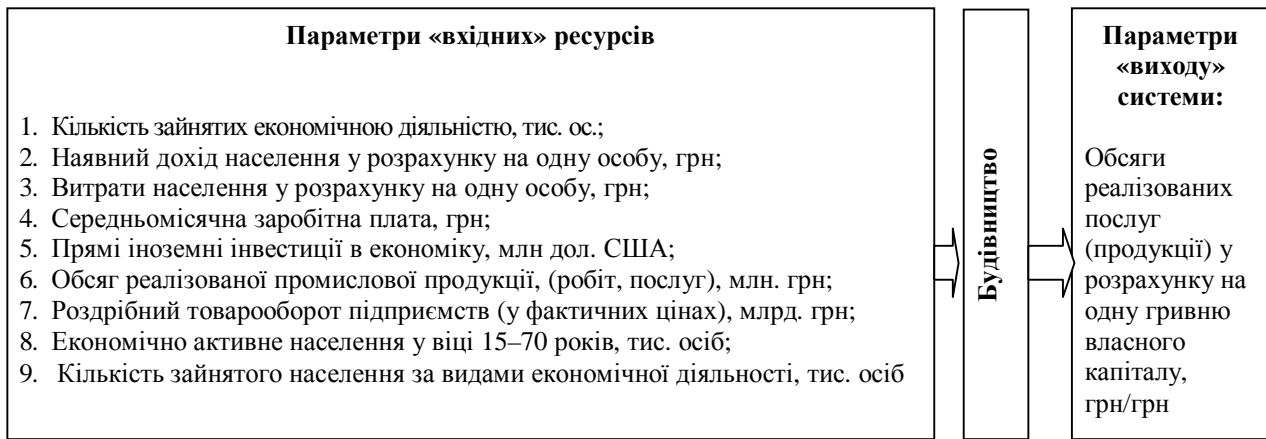 Параметри «вхідних» ресурсів
1. Кількість зайнятих економічною діяльністю, тис. ос.;
2. Наявний дохід населення у розрахунку на одну особу, грн;
3. Витрати населення у розрахунку на одну особу, грн;
4. Середньомісячна заробітна плата, грн;
5. Прямі іноземні інвестиції в економіку, млн дол. США;
6. Обсяг реалізованої промислової продукції, (робіт, послуг), млн. грн;
7. Роздрібний товарооборот підприємств (у фактичних цінах), млрд. грн;
8. Економічно активне населення у віці 15–70 років, тис. осіб;
9. Кількість зайнятого населення за видами економічної діяльності, тис. осіб
Будівництво
Параметри
«виходу»
системи:
Обсяги
реалізованих
послуг
(продукції) у
розрахунку на
одну гривню
власного
капіталу,
грн/грн